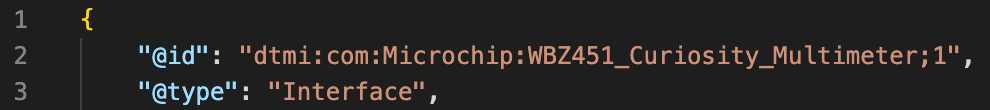 1 {
2 "@id": "dtmi:com:Microchip:WBZ451_Curiosity_Multimeter;1",
3 "@type": "Interface",